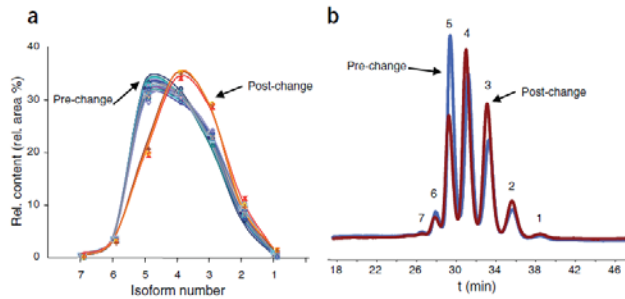 a
Rel. content (rel. area %)
40
30
20
10
0
Pre-change
Post-change
7 6 5 4 3 2 1
Isoform number
b
5
4
3
2
1
6
7
Pre-change
Post-change
18 22 26 30 34 38 42 46
t (min)